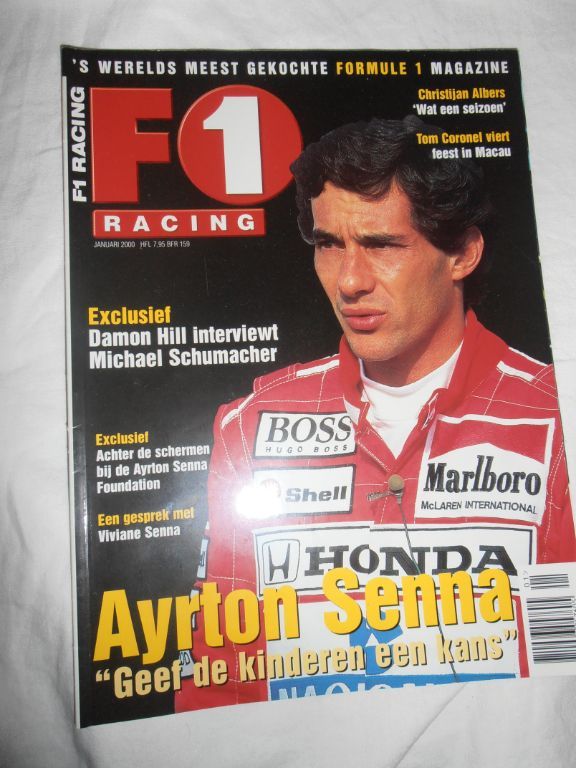 'S WERELDS MEEST GEKOCHTE FORMULE 1 MAGAZINE
F1 RACING
F1
RACING
JANUARI 2000 HFL 7,95 BFR 159
Christijan Albers
'Wat een seizoen'
Tom Coronel viert
feest in Macau
Exclusief
Damon Hill interviewt
Michael Schumacher
Exclusief
Achter de schermen
bij de Ayrton Senna
Foundation
Een gesprek met
Viviane Senna
BOSS
HUGO BOSS
Shell
Marlboro
McLAREN INTERNATIONAL
HONDA
Ayrton Senna
"Geef de kinderen een kans"
NACIONAL
01